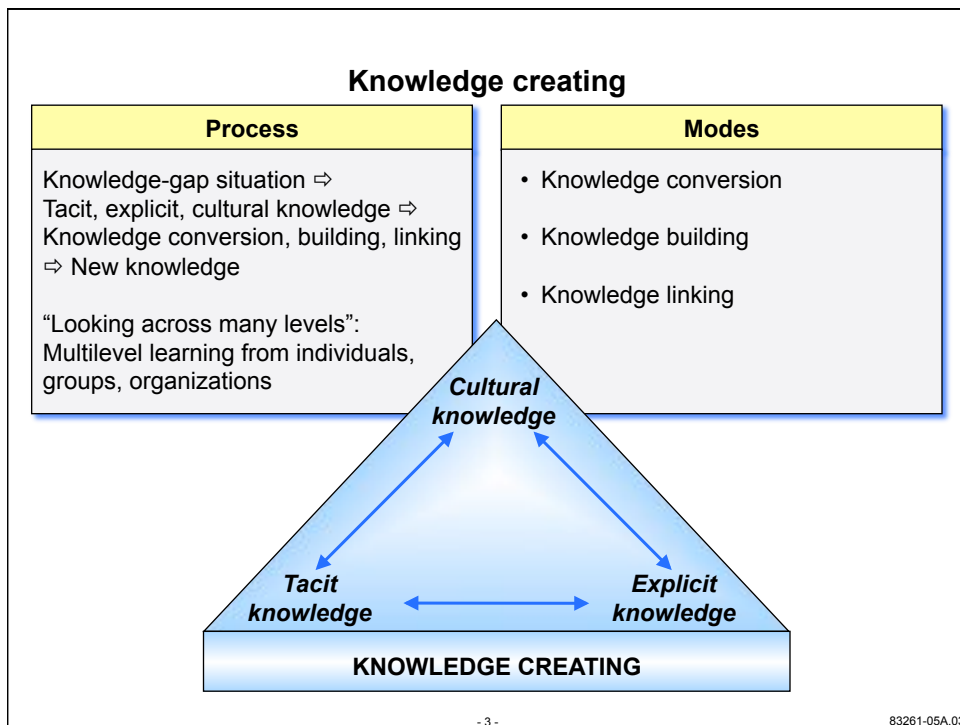 Knowledge creating
Process
Knowledge-gap situation ⇨
Tacit, explicit, cultural knowledge ⇨
Knowledge conversion, building, linking
⇨ New knowledge
“Looking across many levels”:
Multilevel learning from individuals,
groups, organizations
Modes
• Knowledge conversion
• Knowledge building
• Knowledge linking
Cultural
knowledge
Tacit
knowledge
Explicit
knowledge
KNOWLEDGE CREATING
- 3 -
83261-05A.03